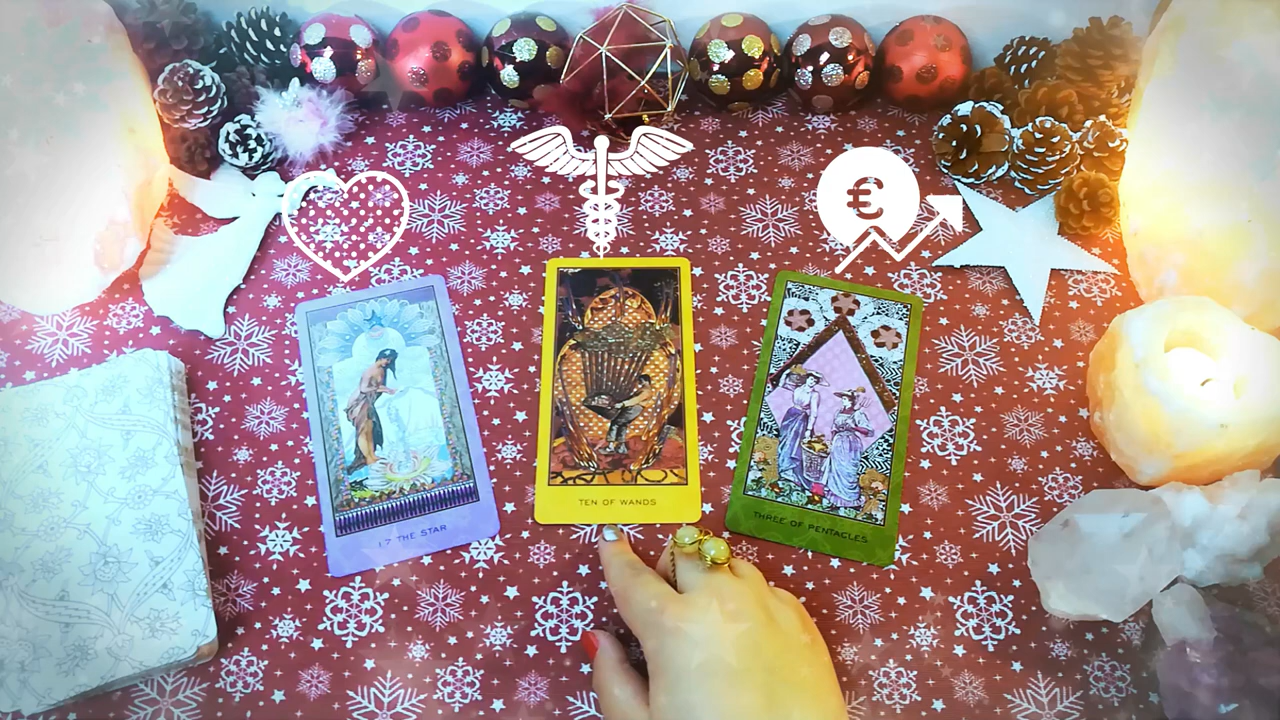 €
17 THE STAR
TEN OF WANDS
THREE OF PENTACLES